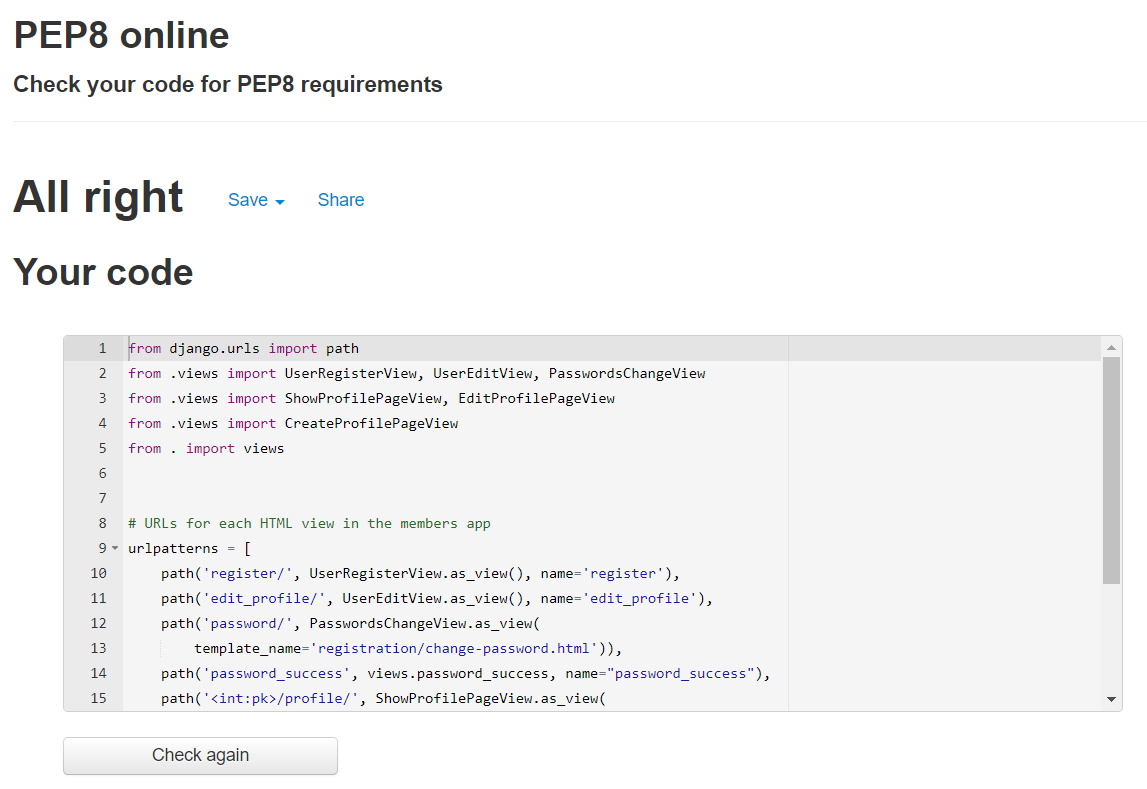 PEP8 online
Check your code for PEP8 requirements
All right Save Share
Your code
1 from django.urls import path
2 from .views import UserRegisterView, UserEditView, PasswordsChangeView
3 from .views import ShowProfilePageView, EditProfilePageView
4 from .views import CreateProfilePageView
5 from . import views
6
7
8 # URLs for each HTML view in the members app
9 urlpatterns = [
10     path('register/', UserRegisterView.as_view(), name='register'),
11     path('edit_profile/', UserEditView.as_view(), name='edit_profile'),
12     path('password/', PasswordsChangeView.as_view(
13         template_name='registration/change-password.html')),
14     path('password_success', views.password_success, name="password_success"),
15     path('<int:pk>/profile/', ShowProfilePageView.as_view(
Check again